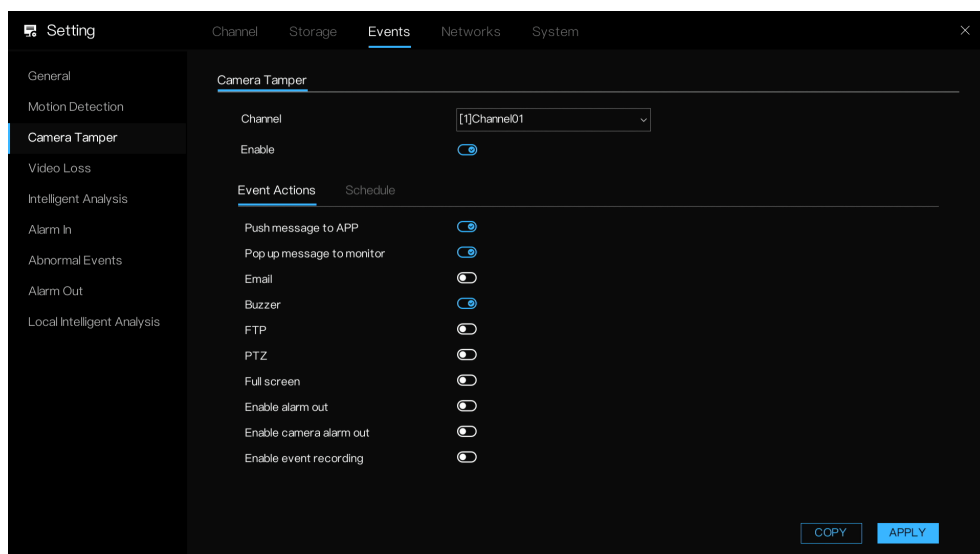 Setting
Channel Storage Events Networks System
General
Motion Detection
Camera Tamper
Video Loss
Intelligent Analysis
Alarm In
Abnormal Events
Alarm Out
Local Intelligent Analysis
Camera Tamper
Channel [1]Channel01
Enable
Event Actions Schedule
Push message to APP
Pop up message to monitor
Email
Buzzer
FTP
PTZ
Full screen
Enable alarm out
Enable camera alarm out
Enable event recording
COPY APPLY